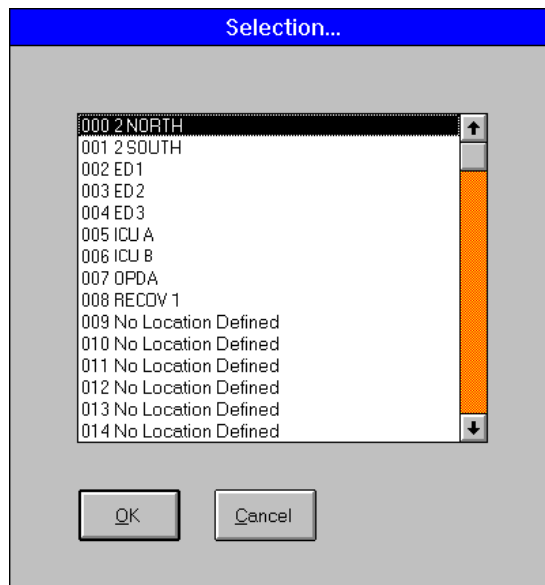 Selection...
000 2 NORTH
001 2 SOUTH
002 ED1
003 ED2
004 ED3
005 ICU A
006 ICU B
007 OPDA
008 RECOV 1
009 No Location Defined
010 No Location Defined
011 No Location Defined
012 No Location Defined
013 No Location Defined
014 No Location Defined
OK Cancel